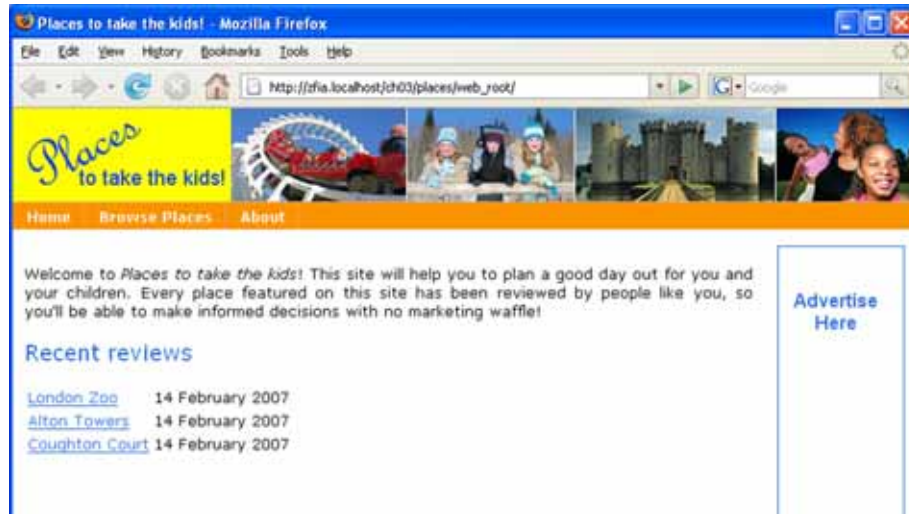 Places to take the kids! - Mozilla Firefox
File Edit View History Bookmarks Tools Help
http://zfia.localhost/ch03/places/web_root/
G Google
Places
to take the kids!
Home Browse Places About
Welcome to Places to take the kids! This site will help you to plan a good day out for you and
your children. Every place featured on this site has been reviewed by people like you, so
you'll be able to make informed decisions with no marketing waffle!
Advertise
Here
Recent reviews
London Zoo 14 February 2007
Alton Towers 14 February 2007
Coughton Court 14 February 2007